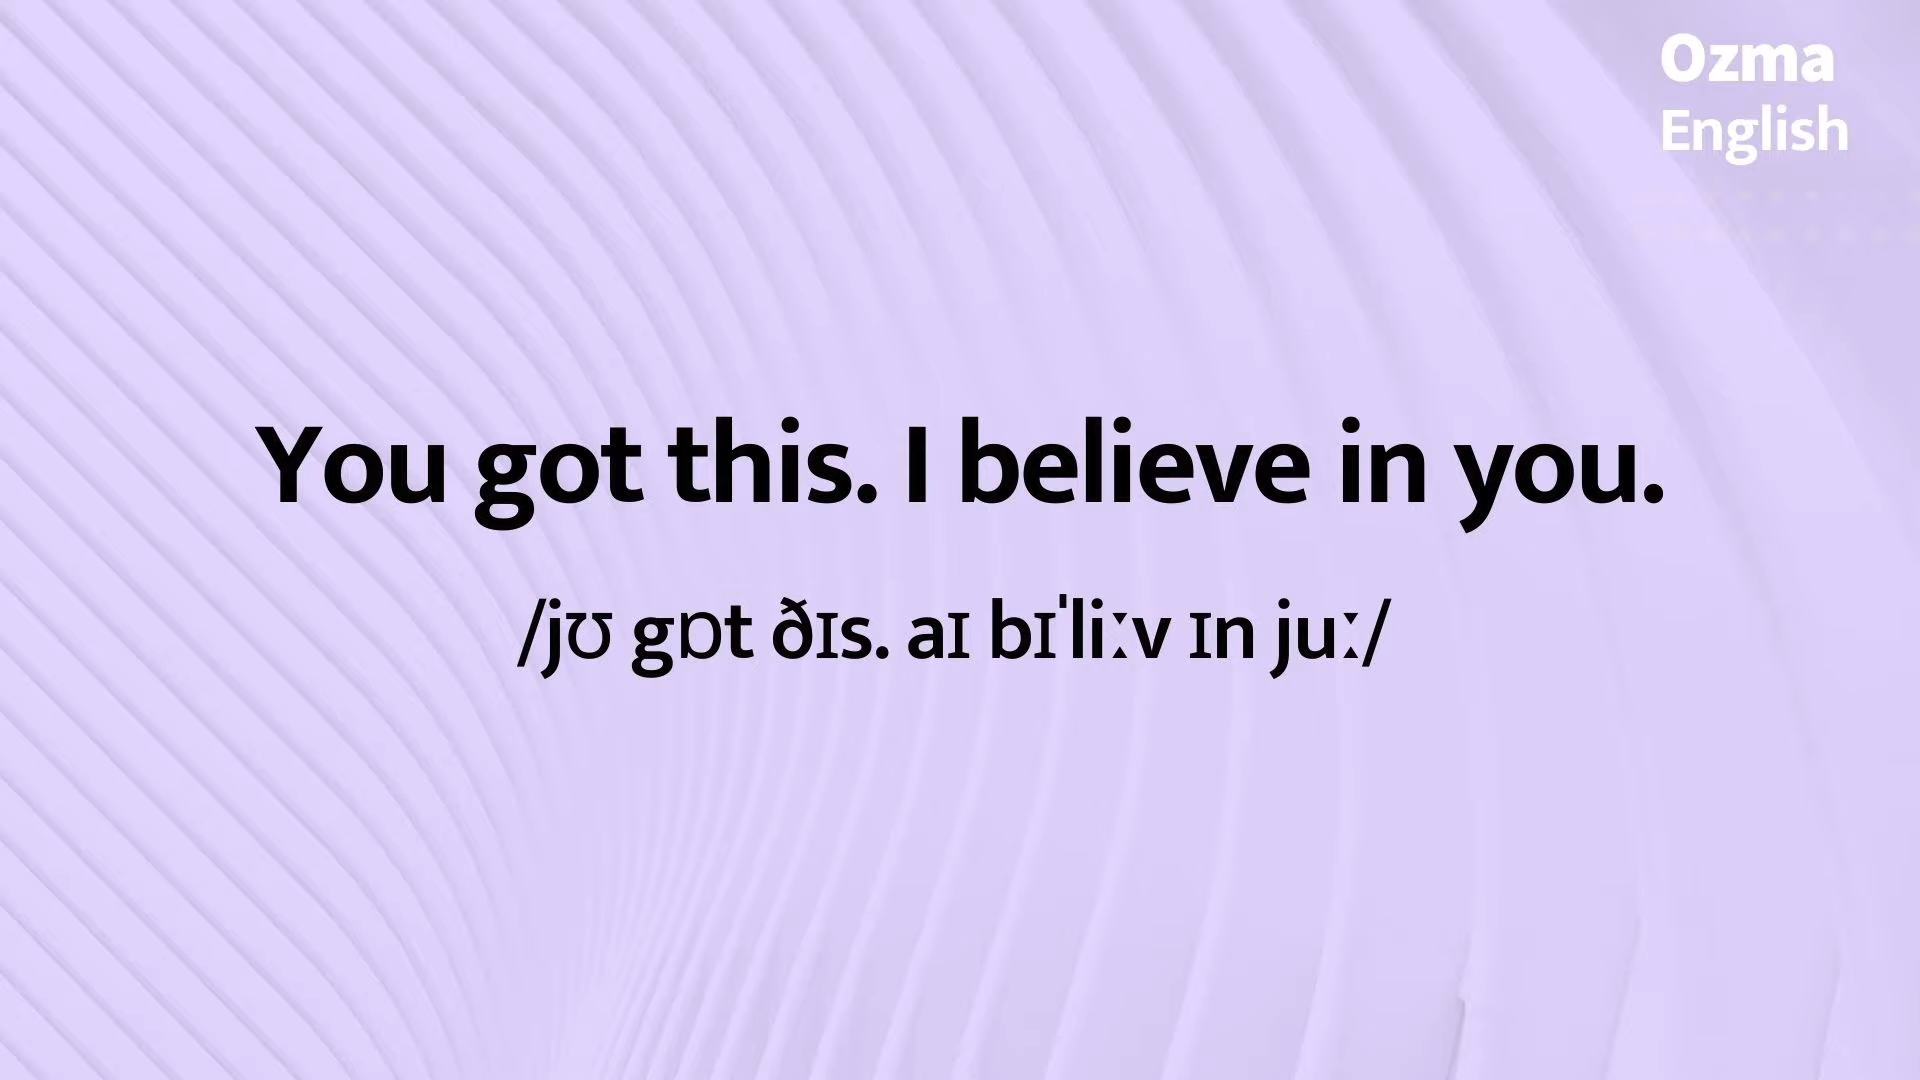 Ozma
English
You got this. I believe in you.
/jʊ gɒt ðɪs. aɪ bɪˈliːv ɪn juː/